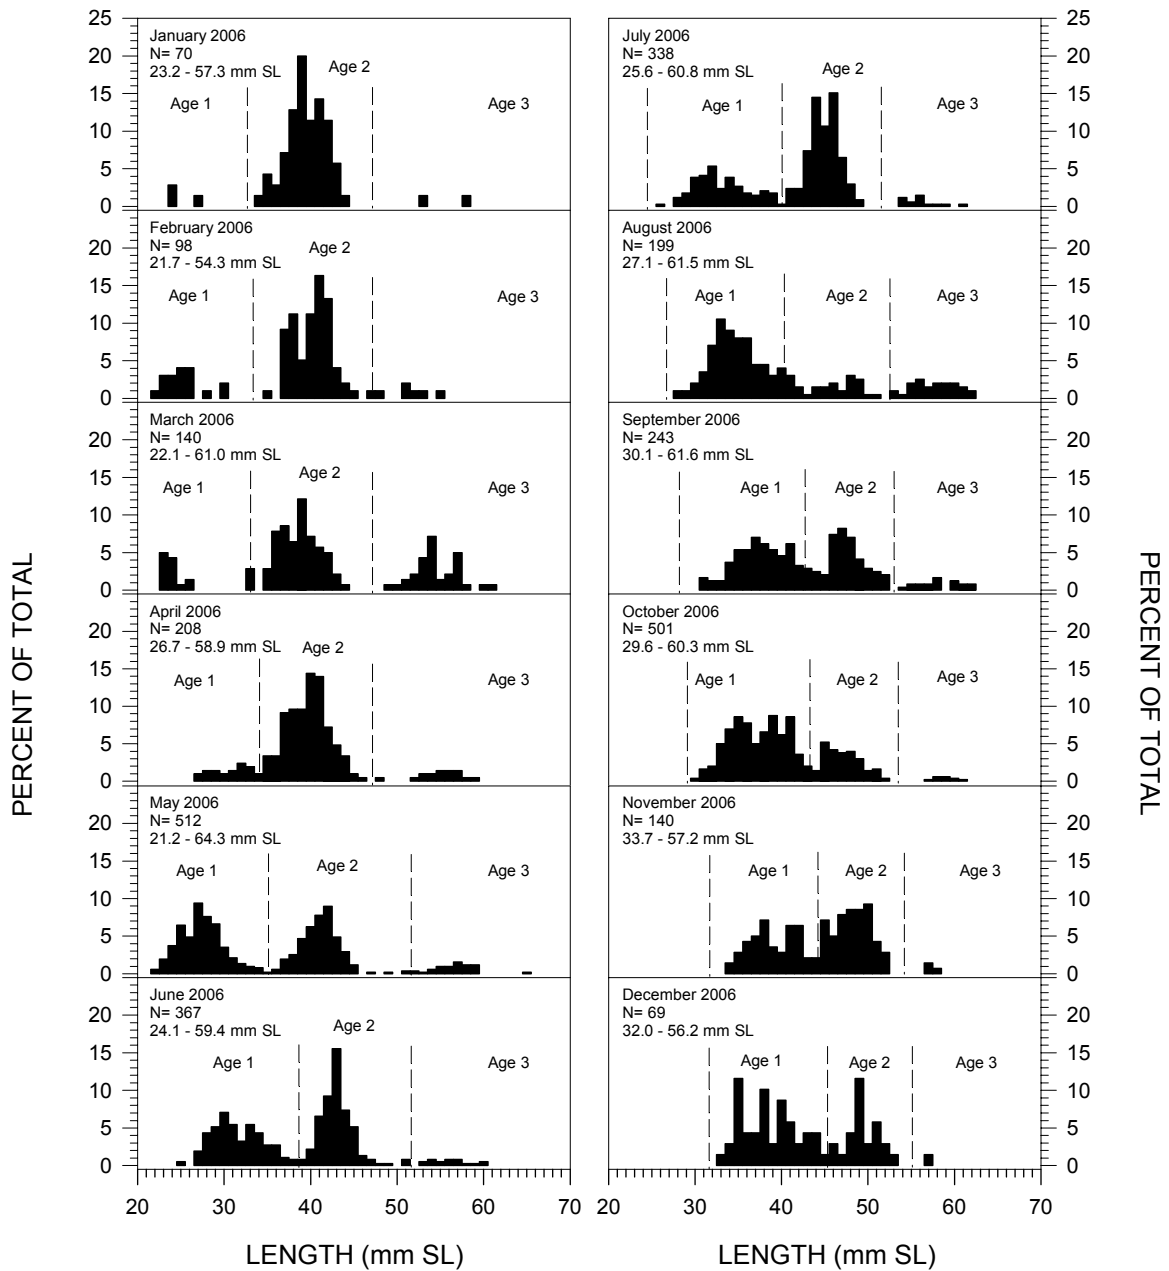 PERCENT OF TOTAL
25
20
15
10
5
0
January 2006
N= 70
23.2 - 57.3 mm SL
Age 1
Age 2
Age 3
20
15
10
5
0
February 2006
N= 98
21.7 - 54.3 mm SL
Age 1
Age 2
Age 3
20
15
10
5
0
March 2006
N= 140
22.1 - 61.0 mm SL
Age 1
Age 2
Age 3
20
15
10
5
0
April 2006
N= 208
26.7 - 58.9 mm SL
Age 1
Age 2
Age 3
20
15
10
5
0
May 2006
N= 512
21.2 - 64.3 mm SL
Age 1
Age 2
Age 3
20
15
10
5
0
June 2006
N= 367
24.1 - 59.4 mm SL
Age 1
Age 2
Age 3
20 30 40 50 60 70
LENGTH (mm SL)
July 2006
N= 338
25.6 - 60.8 mm SL
Age 1
Age 2
Age 3
25
20
15
10
5
0
August 2006
N= 199
27.1 - 61.5 mm SL
Age 1
Age 2
Age 3
20
15
10
5
0
September 2006
N= 243
30.1 - 61.6 mm SL
Age 1
Age 2
Age 3
20
15
10
5
0
October 2006
N= 501
29.6 - 60.3 mm SL
Age 1
Age 2
Age 3
20
15
10
5
0
November 2006
N= 140
33.7 - 57.2 mm SL
Age 1
Age 2
Age 3
20
15
10
5
0
December 2006
N= 69
32.0 - 56.2 mm SL
Age 1
Age 2
Age 3
20
15
10
5
0
20 30 40 50 60 70
LENGTH (mm SL)
PERCENT OF TOTAL